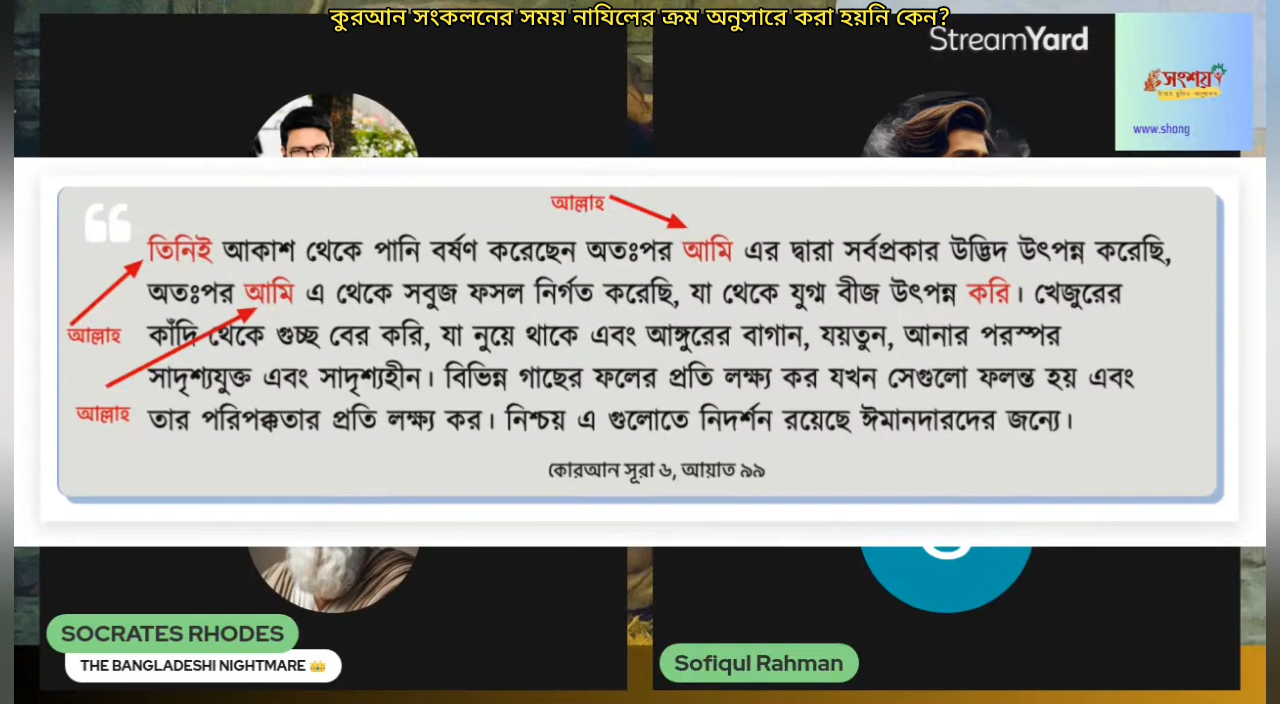 কুরআন সংকলনের সময় নাযিলের ক্রম অনুসারে করা হয়নি কেন?
StreamYard
সংশয়
www.shong
আল্লাহ
তিনিই আকাশ থেকে পানি বর্ষণ করেছেন অতঃপর আমি এর দ্বারা সর্বপ্রকার উদ্ভিদ উৎপন্ন করেছি,
অতঃপর আমি এ থেকে সবুজ ফসল নির্গত করেছি, যা থেকে যুগ্ম বীজ উৎপন্ন করি। খেজুরের
আল্লাহ
কাঁদি থেকে গুচ্ছ বের করি, যা নুয়ে থাকে এবং আঙ্গুরের বাগান, যয়তুন, আনার পরস্পর
সাদৃশ্যযুক্ত এবং সাদৃশ্যহীন। বিভিন্ন গাছের ফলের প্রতি লক্ষ্য কর যখন সেগুলো ফলন্ত হয় এবং
আল্লাহ
তার পরিপক্কতার প্রতি লক্ষ্য কর। নিশ্চয় এ গুলোতে নিদর্শন রয়েছে ঈমানদারদের জন্যে।
কোরআন সূরা ৬, আয়াত ৯৯
SOCRATES RHODES
THE BANGLADESHI NIGHTMARE 👑
Sofiqul Rahman